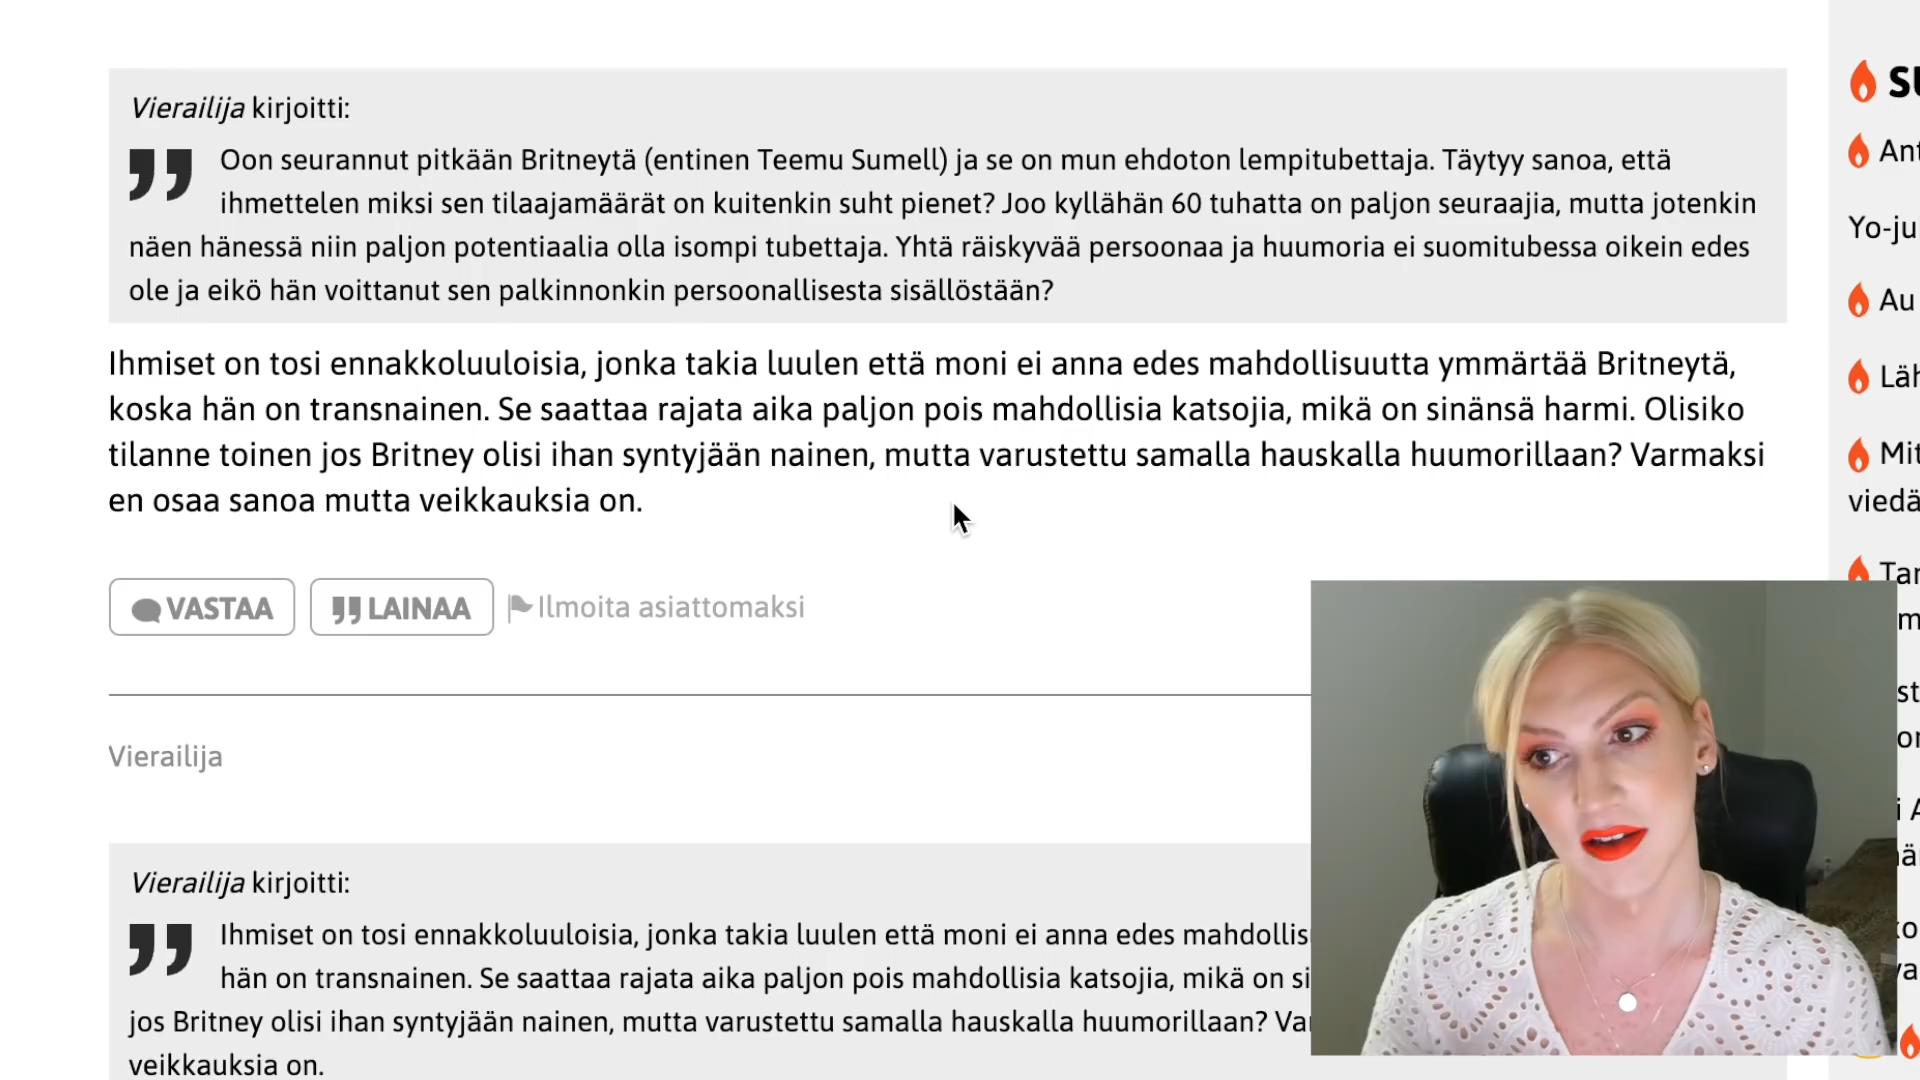 Vierailija kirjoitti:
Oon seurannut pitkään Britneytä (entinen Teemu Sumell) ja se on mun ehdoton lempitubettaja. Täytyy sanoa, että
ihmettelen miksi sen tilaajamäärät on kuitenkin suht pienet? Joo kyllähän 60 tuhatta on paljon seuraajia, mutta jotenkin
näen hänessä niin paljon potentiaalia olla isompi tubettaja. Yhtä räiskyvää persoonaa ja huumoria ei suomitubessa oikein edes
ole ja eikö hän voittanut sen palkinnonkin persoonallisesta sisällöstään?
Ihmiset on tosi ennakkoluuloisia, jonka takia luulen että moni ei anna edes mahdollisuutta ymmärtää Britneytä,
koska hän on transnainen. Se saattaa rajata aika paljon pois mahdollisia katsojia, mikä on sinänsä harmi. Olisiko
tilanne toinen jos Britney olisi ihan syntyjään nainen, mutta varustettu samalla hauskalla huumorillaan? Varmaksi
en osaa sanoa mutta veikkauksia on.
VASTAA LAINAA Ilmoita asiattomaksi
Vierailija
Vierailija kirjoitti:
Ihmiset on tosi ennakkoluuloisia, jonka takia luulen että moni ei anna edes mahdollis
hän on transnainen. Se saattaa rajata aika paljon pois mahdollisia katsojia, mikä on si
jos Britney olisi ihan syntyjään nainen, mutta varustettu samalla hauskalla huumorillaan? Va
veikkauksia on.
Ant
Yo-ju
Au
Läh
Mit
viedä
Tar